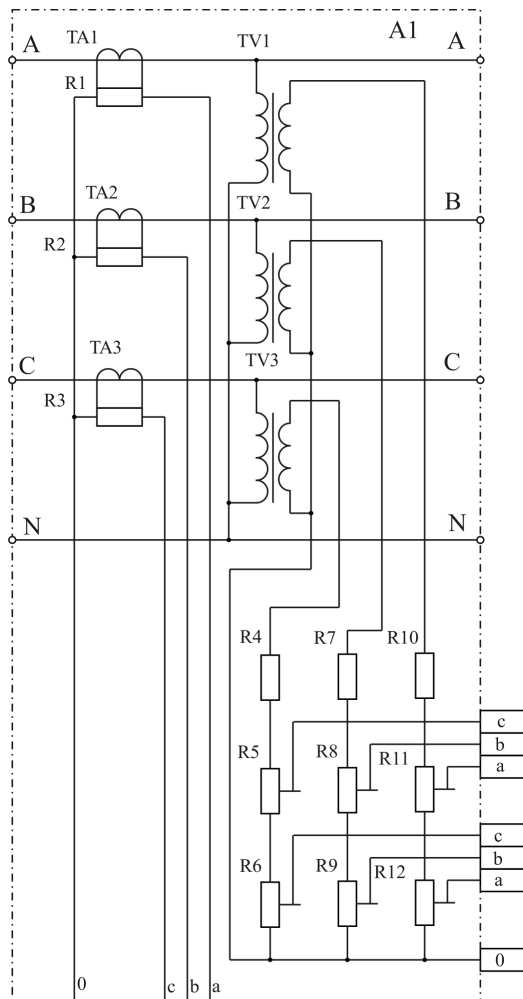 TA1 TV1 A1
A A
R1
TA2 TV2
B B
R2
TA3 TV3
C C
R3
N N
R4 R7 R10
c
R5 R8 R11 b
a
c
R6 R9 R12 b
a
0
0 c b a